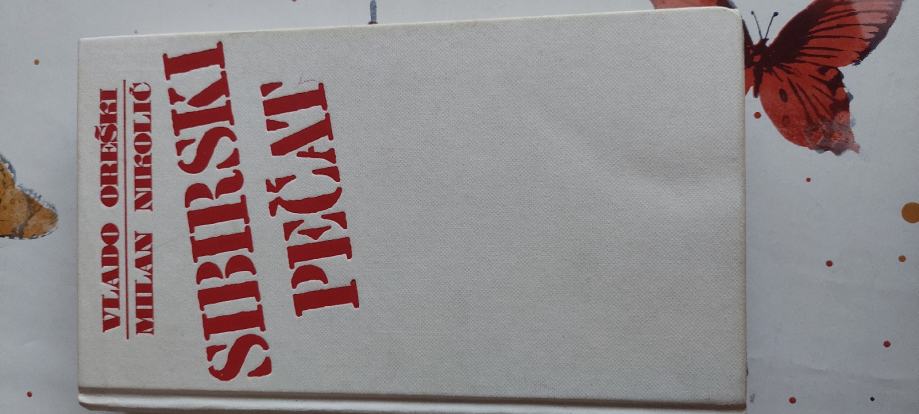 VLADO OREŠKI
MILAN NIKOLIĆ
SIBIRSKI
PEČAT